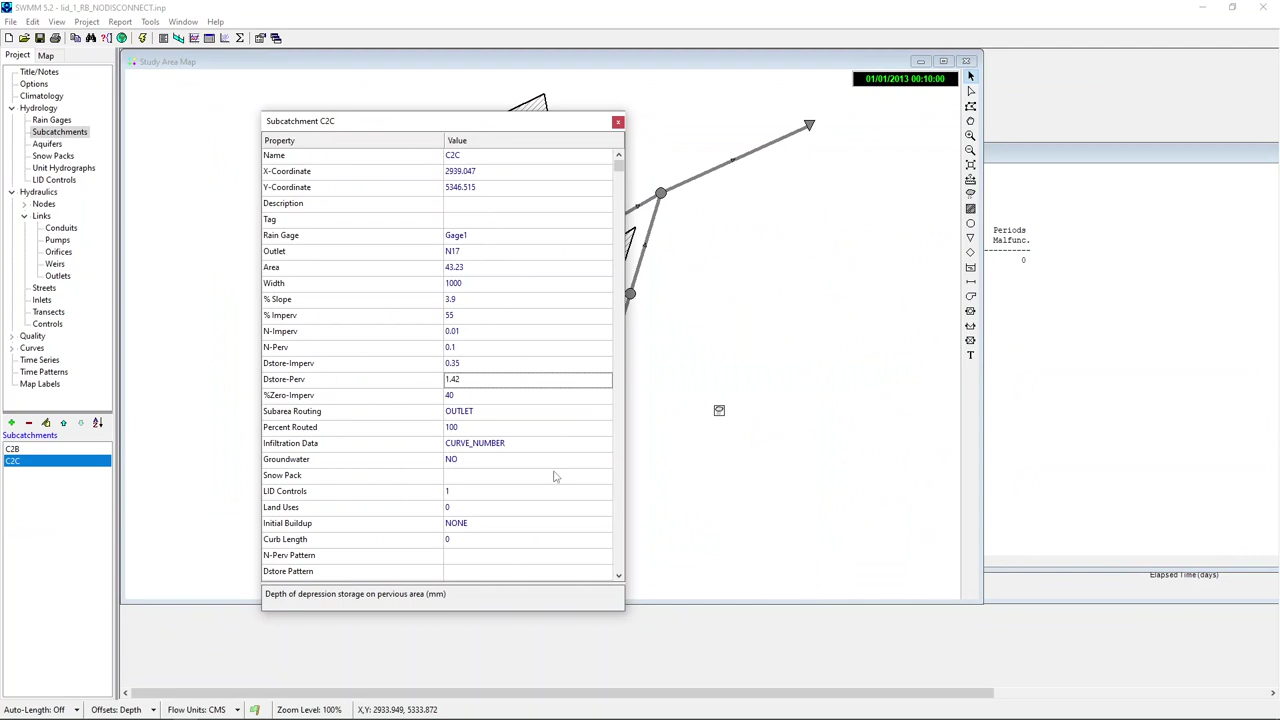 SWMM 5.2 - lid_1_RB_NODISCONNECT.inp
File Edit View Project Report Tools Window Help
Project Map
Title/Notes
Options
Climatology
Hydrology
Rain Gages
Subcatchments
Aquifers
Snow Packs
Unit Hydrographs
LID Controls
Hydraulics
Nodes
Links
Conduits
Pumps
Orifices
Weirs
Outlets
Streets
Inlets
Transects
Controls
Quality
Curves
Time Series
Time Patterns
Map Labels
Subcatchments
C2B
C2C
Study Area Map
01/01/2013 00:10:00
Subcatchment C2C
Property Value
Name C2C
X-Coordinate 2939.047
Y-Coordinate 5346.515
Description
Tag
Rain Gage Gage1
Outlet N17
Area 43.23
Width 1000
% Slope 3.9
% Imperv 55
N-Imperv 0.01
N-Perv 0.1
Dstore-Imperv 0.35
Dstore-Perv 1.42
%Zero-Imperv 40
Subarea Routing OUTLET
Percent Routed 100
Infiltration Data CURVE_NUMBER
Groundwater NO
Snow Pack
LID Controls 1
Land Uses 0
Initial Buildup NONE
Curb Length 0
N-Perv Pattern
Dstore Pattern
Depth of depression storage on pervious area (mm)
T
Periods
Malfunc.
0
Elapsed Time (days)
Auto-Length: Off Offsets: Depth Flow Units: CMS Zoom Level: 100% X,Y: 2933.949, 5333.872